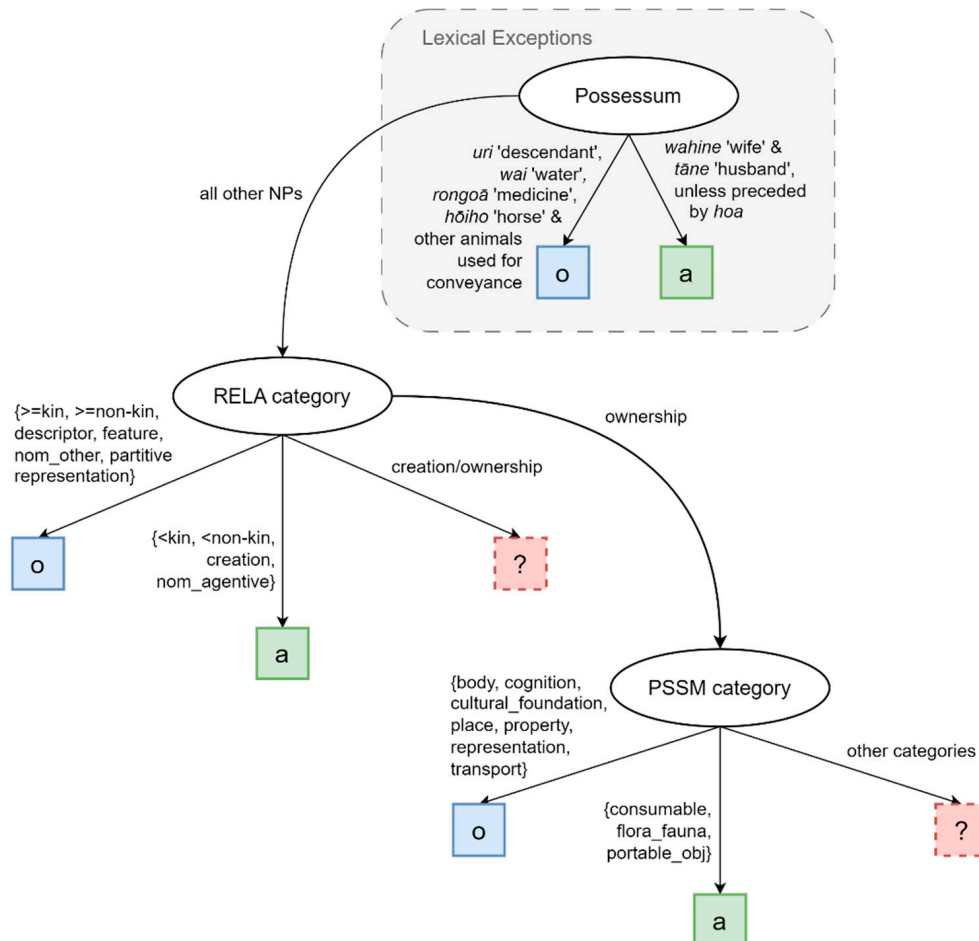 Lexical Exceptions
Possessum
uri 'descendant',
wai 'water',
rongoā 'medicine',
hōiho 'horse' &
other animals
used for
conveyance
wahine 'wife' &
tāne 'husband',
unless preceded
by hoa
all other NPs
o
a
RELA category
{>=kin, >=non-kin,
descriptor, feature,
nom_other, partitive
representation}
ownership
creation/ownership
{<kin, <non-kin,
creation,
nom_agentive}
o
?
a
PSSM category
{body, cognition,
cultural_foundation,
place, property,
representation,
transport}
other categories
{consumable,
flora_fauna,
portable_obj}
o
?
a